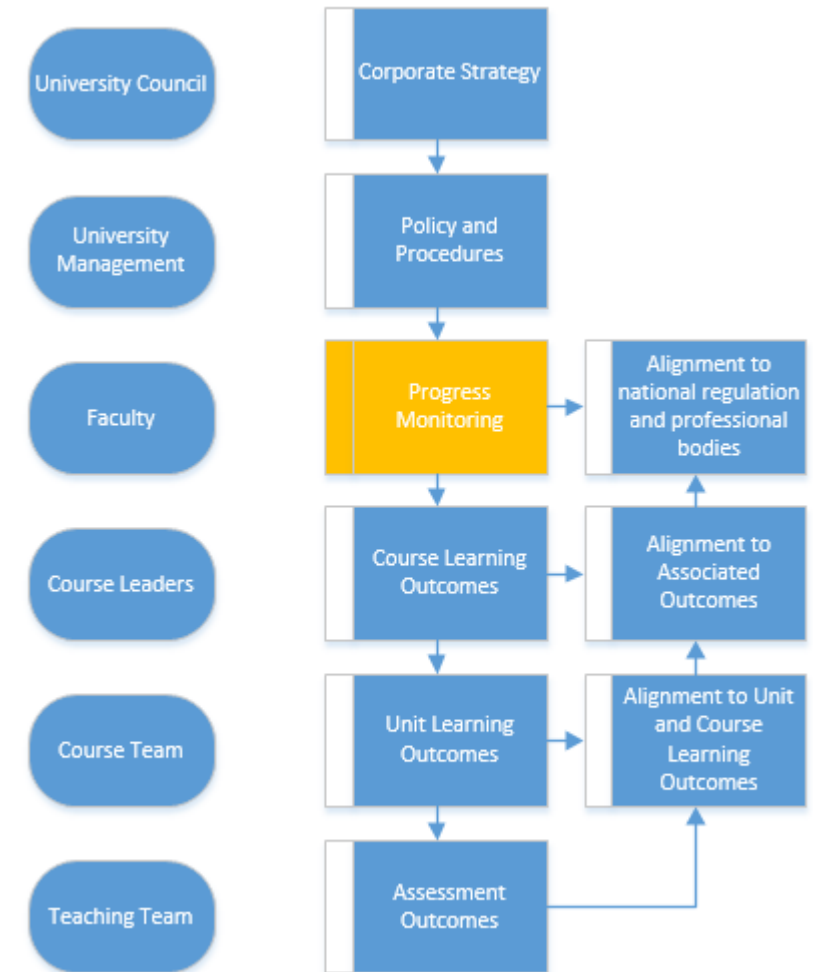 University Council
Corporate Strategy
University
Management
Policy and
Procedures
Faculty
Progress
Monitoring
Alignment to
national regulation
and professional
bodies
Course Leaders
Course Learning
Outcomes
Alignment to
Associated
Outcomes
Course Team
Unit Learning
Outcomes
Alignment to Unit
and Course
Learning
Outcomes
Teaching Team
Assessment
Outcomes